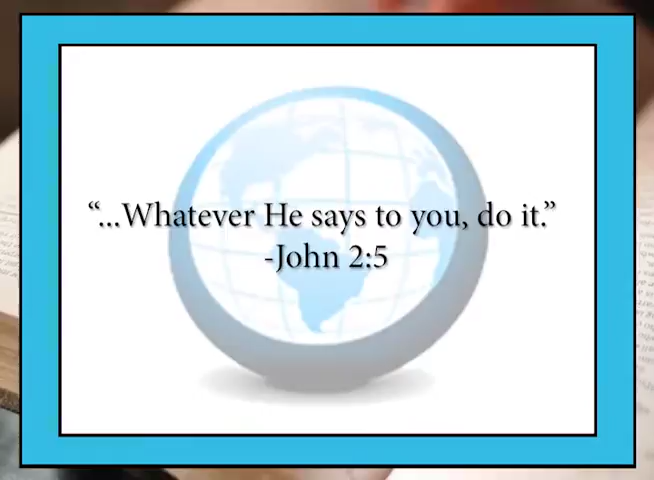 “...Whatever He says to you, do it.”
-John 2:5